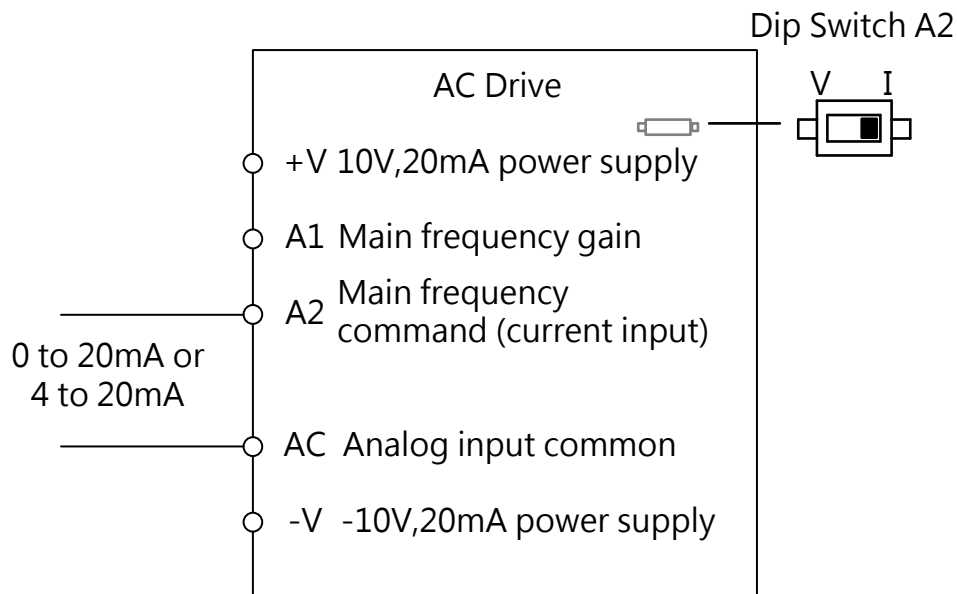 Dip Switch A2
V I
AC Drive
+V 10V,20mA power supply
A1 Main frequency gain
A2 Main frequency
command (current input)
0 to 20mA or
4 to 20mA
AC Analog input common
-V -10V,20mA power supply